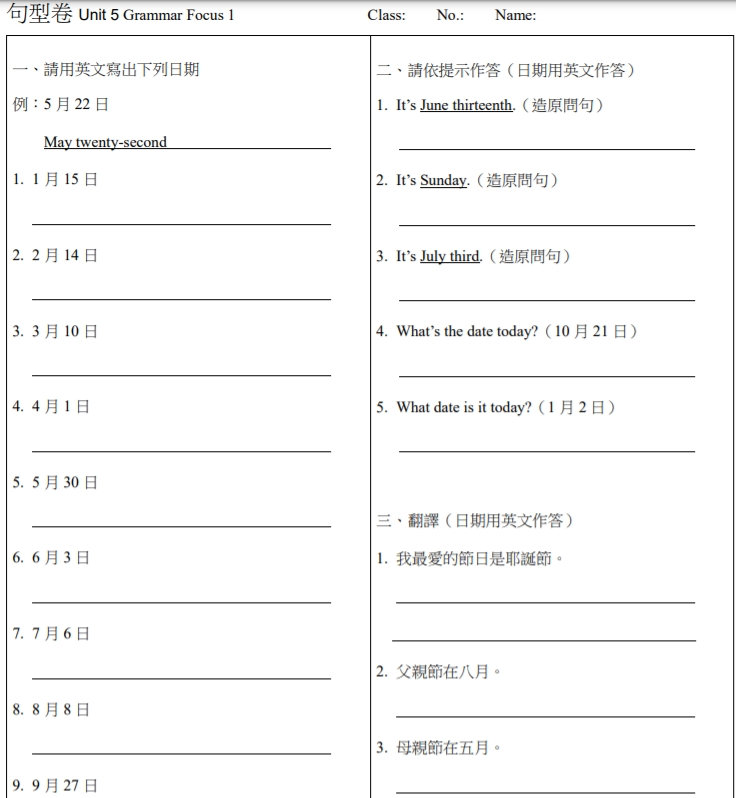 句型卷 Unit 5 Grammar Focus 1 Class: No.: Name:
一、請用英文寫出下列日期
例：5 月 22 日
May twenty-second
1. 1 月 15 日
2. 2 月 14 日
3. 3 月 10 日
4. 4 月 1 日
5. 5 月 30 日
6. 6 月 3 日
7. 7 月 6 日
8. 8 月 8 日
9. 9 月 27 日
二、請依提示作答（日期用英文作答）
1. It’s June thirteenth.（造原問句）
2. It’s Sunday.（造原問句）
3. It’s July third.（造原問句）
4. What’s the date today?（10 月 21 日）
5. What date is it today?（1 月 2 日）
三、翻譯（日期用英文作答）
1. 我最愛的節日是耶誕節。
2. 父親節在八月。
3. 母親節在五月。